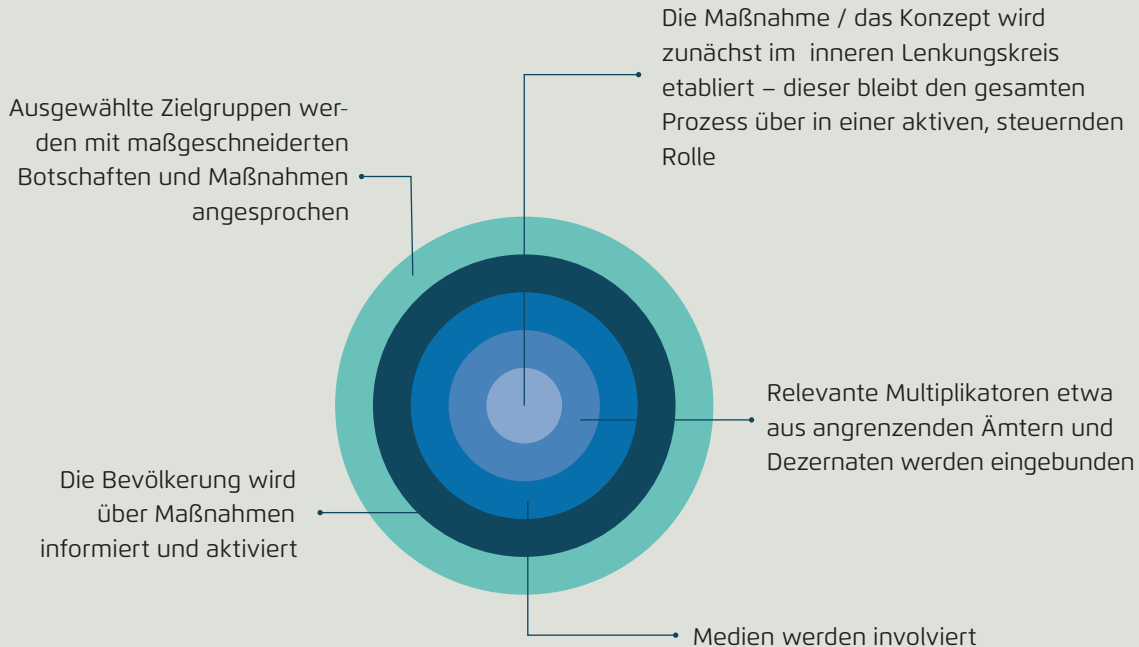 Die Maßnahme / das Konzept wird
zunächst im inneren Lenkungskreis
etabliert – dieser bleibt den gesamten
Prozess über in einer aktiven, steuernden
Rolle
Ausgewählte Zielgruppen wer-
den mit maßgeschneiderten
Botschaften und Maßnahmen
angesprochen
Relevante Multiplikatoren etwa
aus angrenzenden Ämtern und
Dezernaten werden eingebunden
Die Bevölkerung wird
über Maßnahmen
informiert und aktiviert
Medien werden involviert